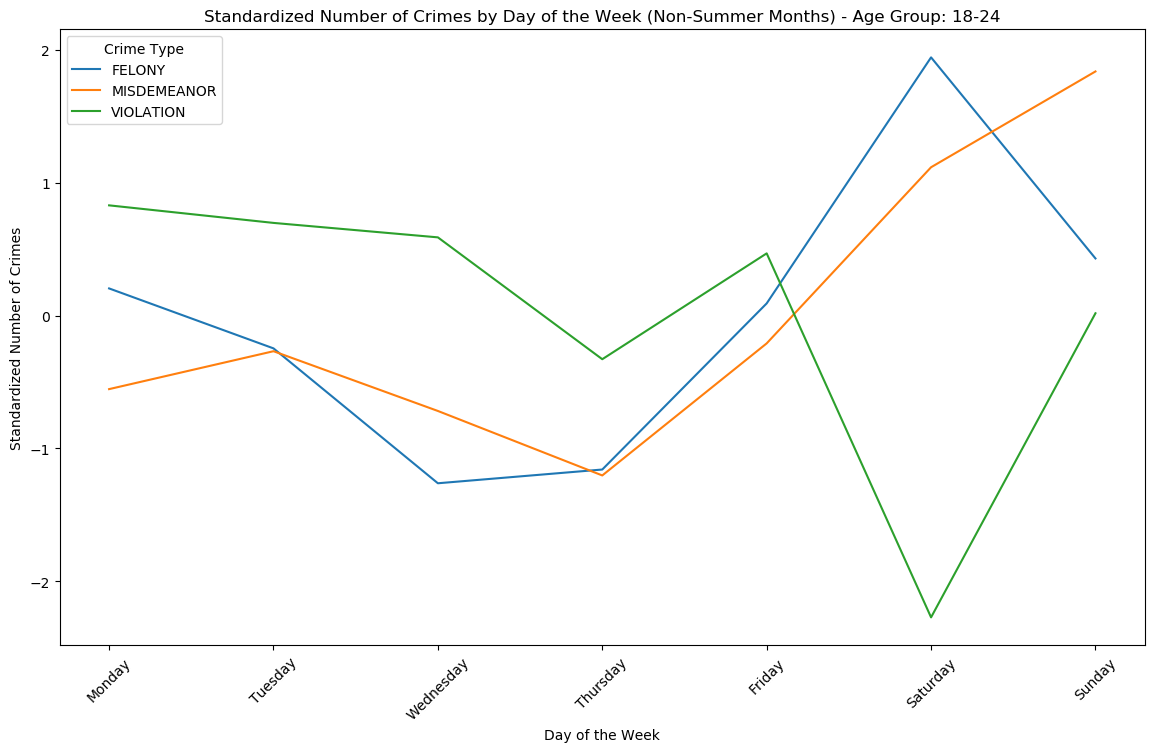 Standardized Number of Crimes by Day of the Week (Non-Summer Months) - Age Group: 18-24
Crime Type
FELONY
MISDEMEANOR
VIOLATION
Standardized Number of Crimes
2
1
0
−1
−2
Monday
Tuesday
Wednesday
Thursday
Friday
Saturday
Sunday
Day of the Week